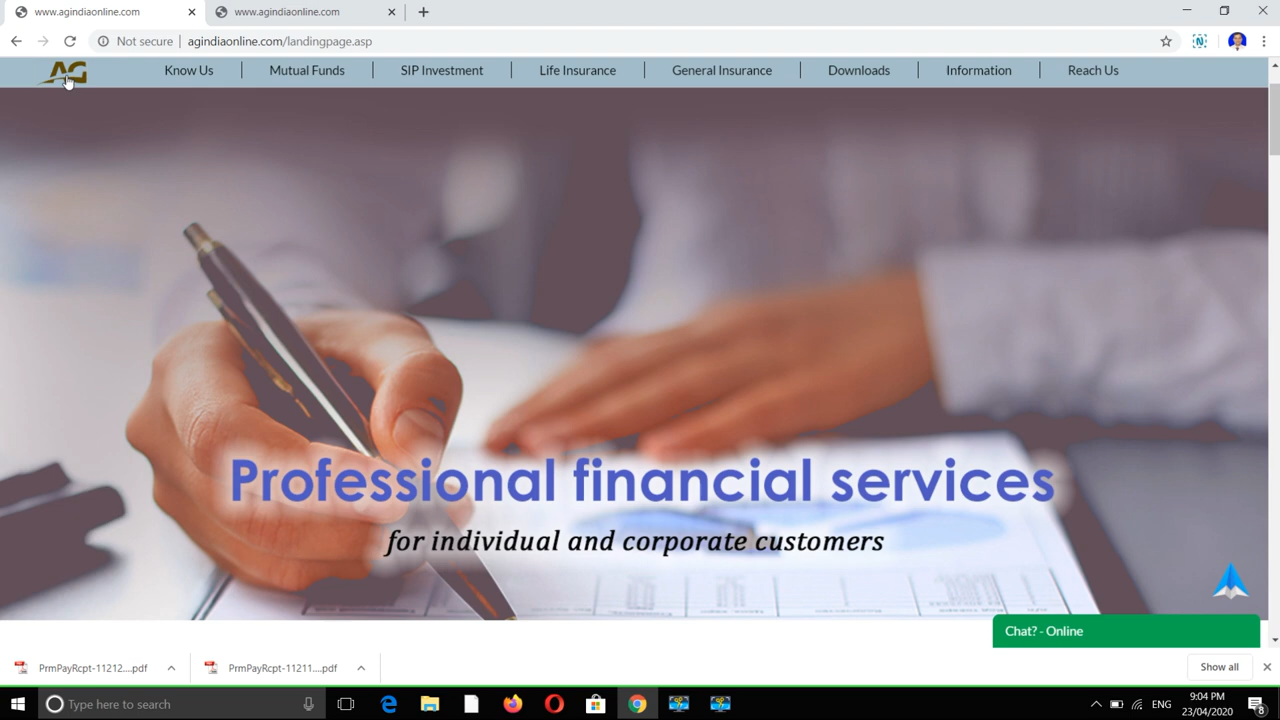 www.agindiaonline.com
www.agindiaonline.com
Not secure
agindiaonline.com/landingpage.asp
AG
Know Us
Mutual Funds
SIP Investment
Life Insurance
General Insurance
Downloads
Information
Reach Us
Professional financial services
for individual and corporate customers
Chat? - Online
PrmPayRcpt-11212....pdf
PrmPayRcpt-11211....pdf
Show all
Type here to search
ENG
9:04 PM
23/04/2020
8